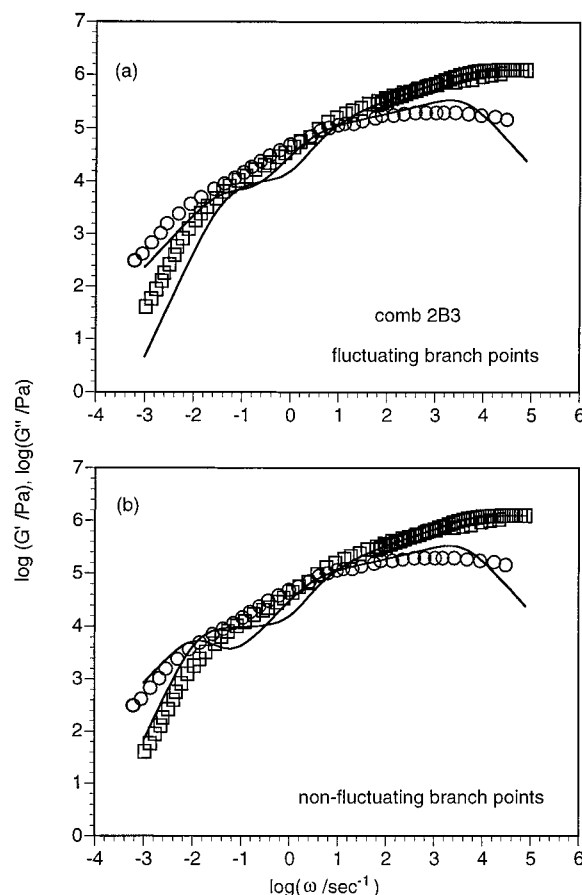 7
6
5
4
3
2
1
0
(a)
comb 2B3
fluctuating branch points
-4 -3 -2 -1 0 1 2 3 4 5 6
log (G' /Pa), log(G'' /Pa)
7
6
5
4
3
2
1
0
(b)
non-fluctuating branch points
-4 -3 -2 -1 0 1 2 3 4 5 6
log(ω /sec⁻¹)